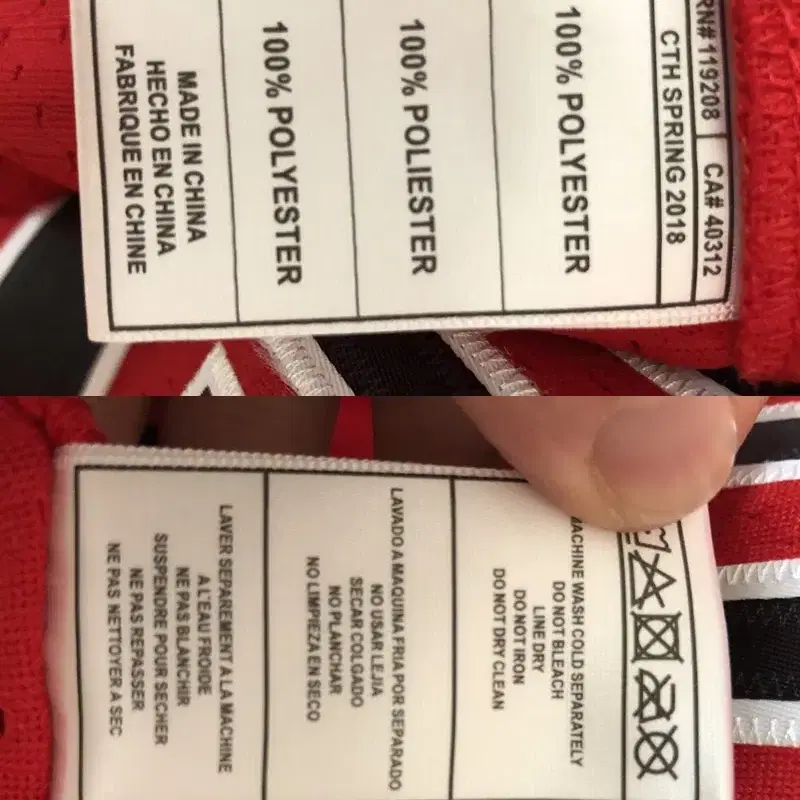 RN# 119208 CA# 40312
CTH SPRING 2018
100% POLYESTER
100% POLIESTER
100% POLYESTER
MADE IN CHINA
HECHO EN CHINA
FABRIQUE EN CHINE
MACHINE WASH COLD SEPARATELY
DO NOT BLEACH
LINE DRY
DO NOT IRON
DO NOT DRY CLEAN
LAVADO A MAQUINA FRIA POR SEPARADO
NO USAR LEJIA
SECAR COLGADO
NO PLANCHAR
NO LIMPIEZA EN SECO
LAVER SEPAREMENT A LA MACHINE
A L'EAU FROIDE
NE PAS BLANCHIR
SUSPENDRE POUR SECHER
NE PAS REPASSER
NE PAS NETTOYER A SEC